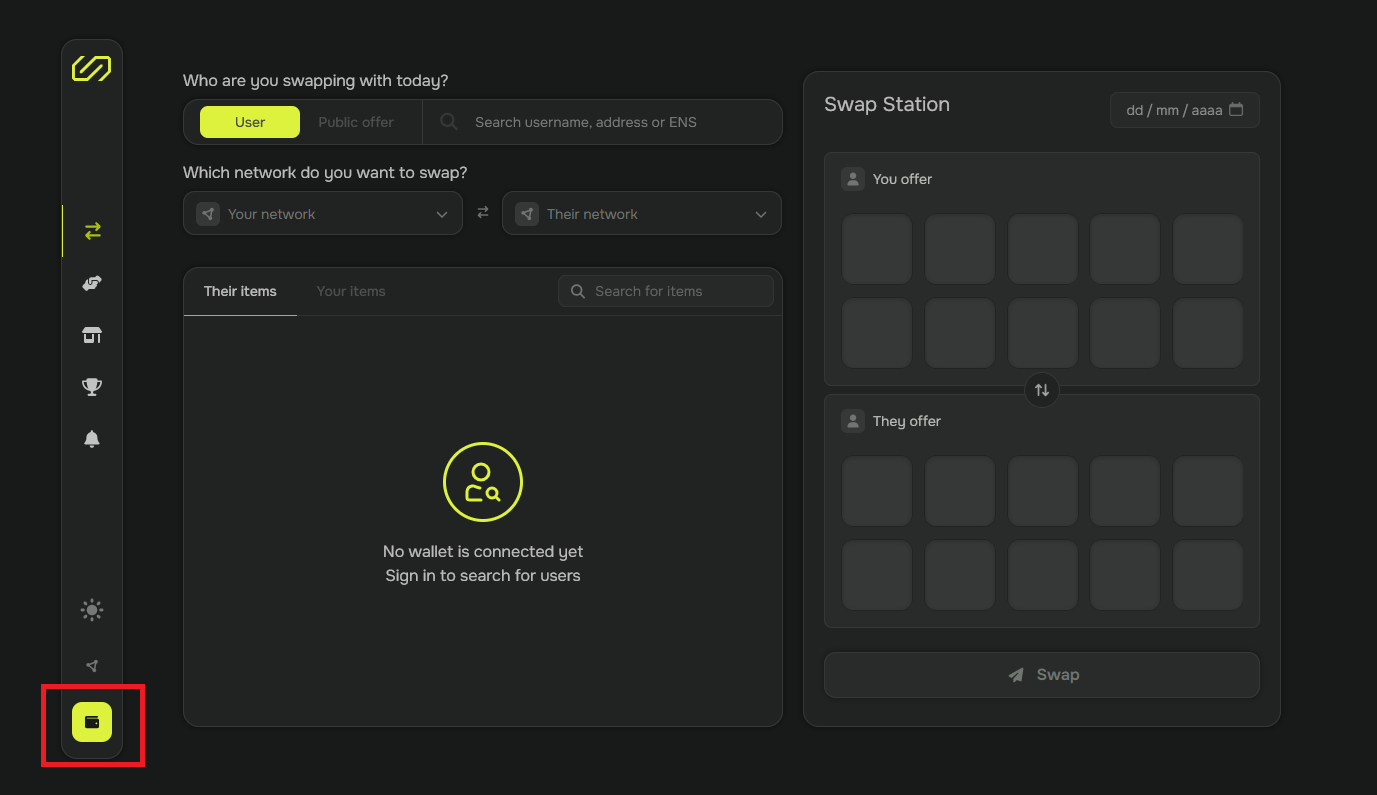 Who are you swapping with today?
User
Public offer
Search username, address or ENS
Which network do you want to swap?
Your network
Their network
Their items
Your items
Search for items
No wallet is connected yet
Sign in to search for users
Swap Station
dd / mm / aaaa
You offer
They offer
Swap